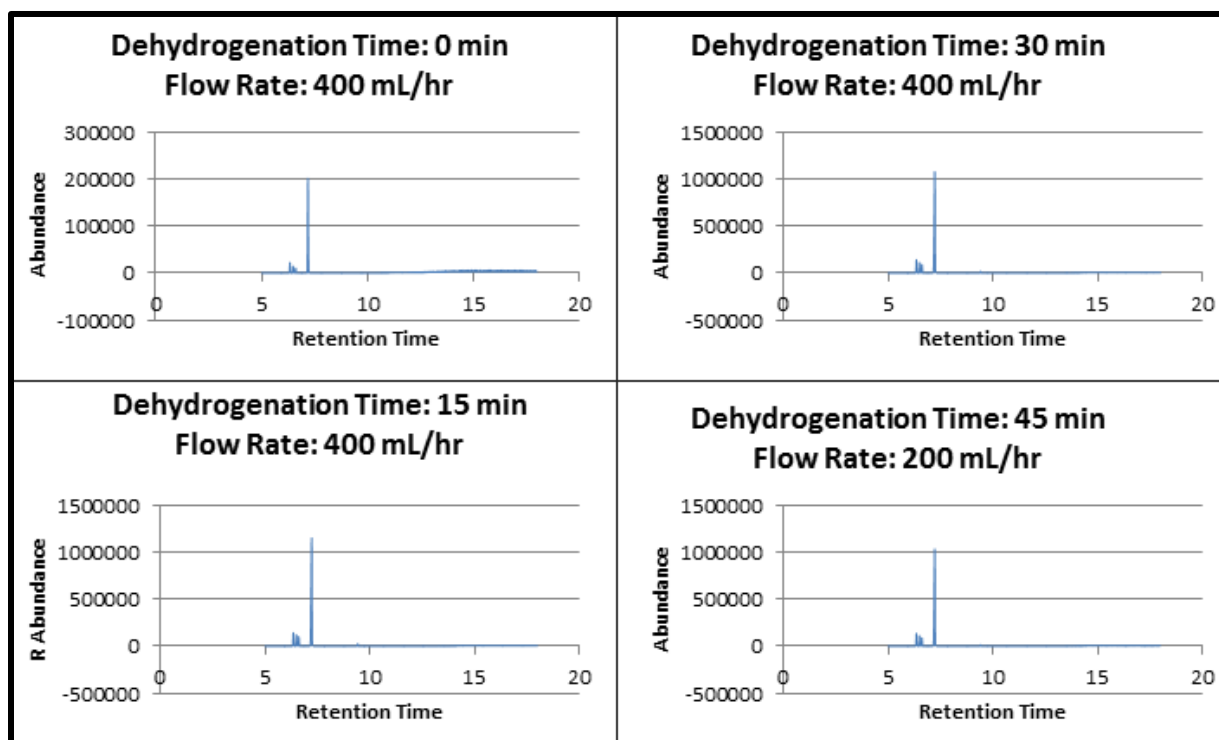 Dehydrogenation Time: 0 min
Flow Rate: 400 mL/hr
300000
200000
100000
0
-100000
0 5 10 15 20
Abundance
Retention Time
Dehydrogenation Time: 30 min
Flow Rate: 400 mL/hr
1500000
1000000
500000
0
-500000
0 5 10 15 20
Abundance
Retention Time
Dehydrogenation Time: 15 min
Flow Rate: 400 mL/hr
1500000
1000000
500000
0
-500000
0 5 10 15 20
R Abundance
Retention Time
Dehydrogenation Time: 45 min
Flow Rate: 200 mL/hr
1500000
1000000
500000
0
-500000
0 5 10 15 20
Abundance
Retention Time